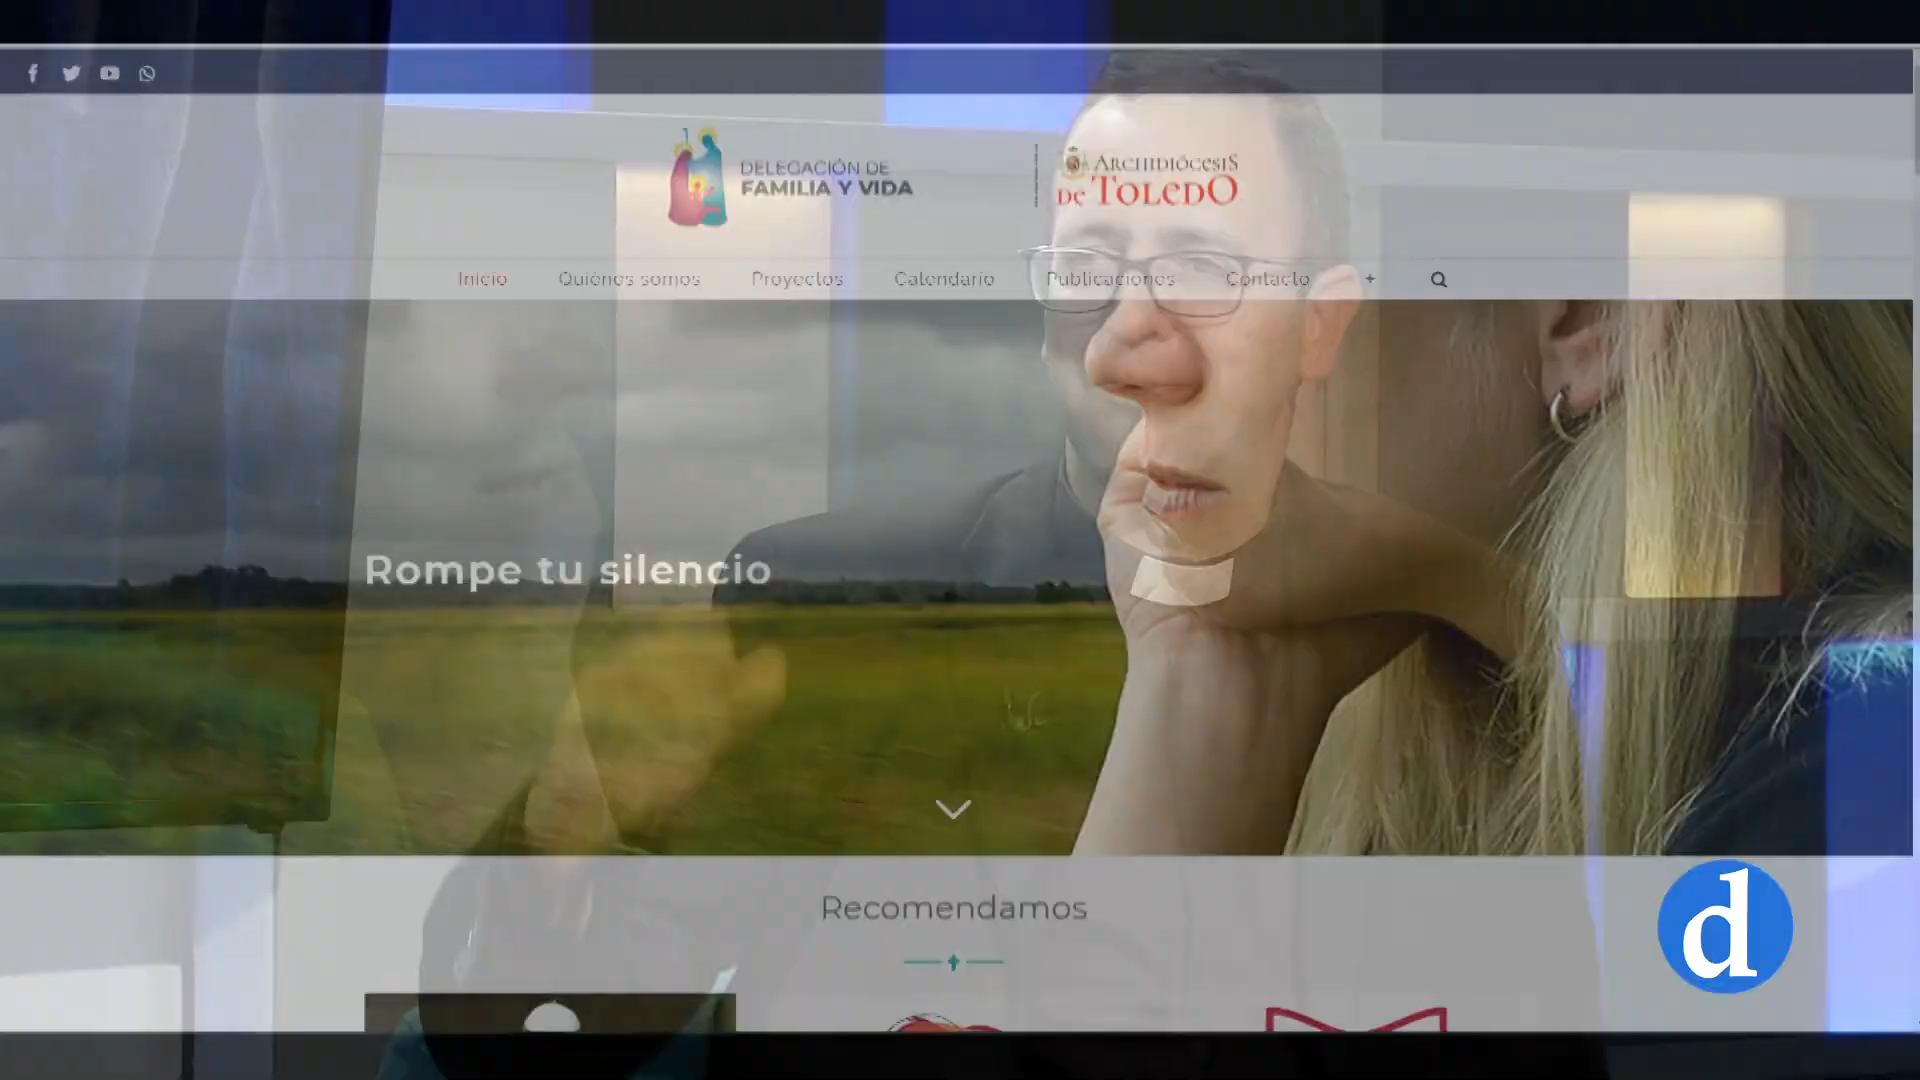 DELEGACIÓN DE
FAMILIA Y VIDA
ARCHIDIÓCESIS
DE TOLEDO
Inicio Quiénes somos Proyectos Calendario Publicaciones Contacto +
Rompe tu silencio
Recomendamos
d